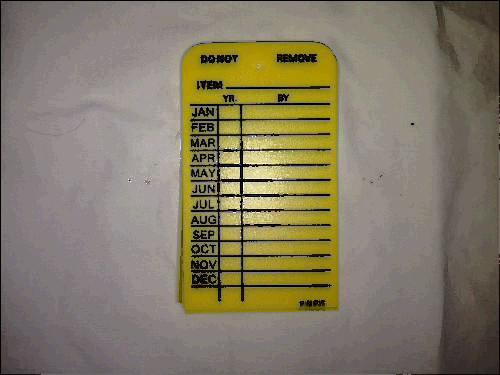 DO NOT REMOVE
ITEM
YR. BY
JAN
FEB
MAR
APR
MAY
JUN
JUL
AUG
SEP
OCT
NOV
DEC